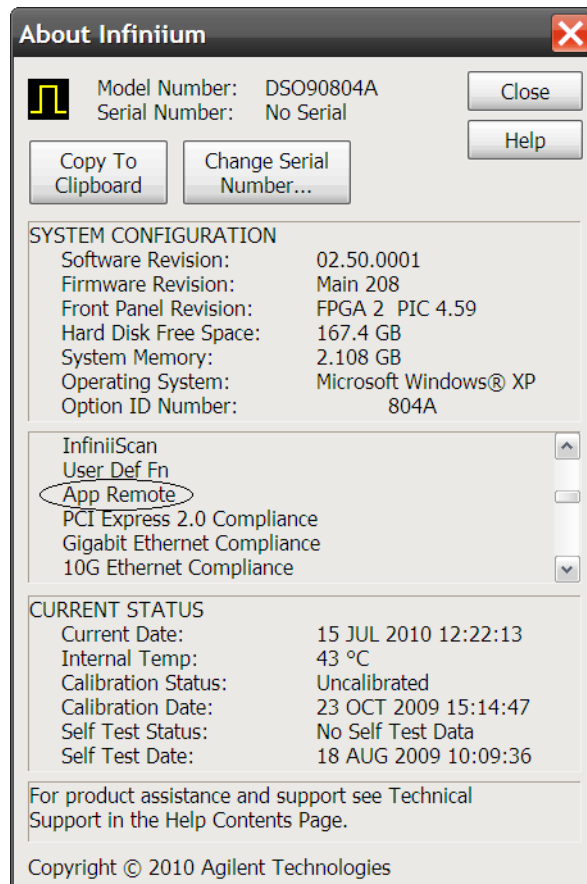 About Infiniium
Model Number: DSO90804A
Serial Number: No Serial
Close
Help
Copy To
Clipboard
Change Serial
Number...
SYSTEM CONFIGURATION
Software Revision: 02.50.0001
Firmware Revision: Main 208
Front Panel Revision: FPGA 2 PIC 4.59
Hard Disk Free Space: 167.4 GB
System Memory: 2.108 GB
Operating System: Microsoft Windows® XP
Option ID Number: 804A
InfiniiScan
User Def Fn
App Remote
PCI Express 2.0 Compliance
Gigabit Ethernet Compliance
10G Ethernet Compliance
CURRENT STATUS
Current Date: 15 JUL 2010 12:22:13
Internal Temp: 43 °C
Calibration Status: Uncalibrated
Calibration Date: 23 OCT 2009 15:14:47
Self Test Status: No Self Test Data
Self Test Date: 18 AUG 2009 10:09:36
For product assistance and support see Technical
Support in the Help Contents Page.
Copyright © 2010 Agilent Technologies